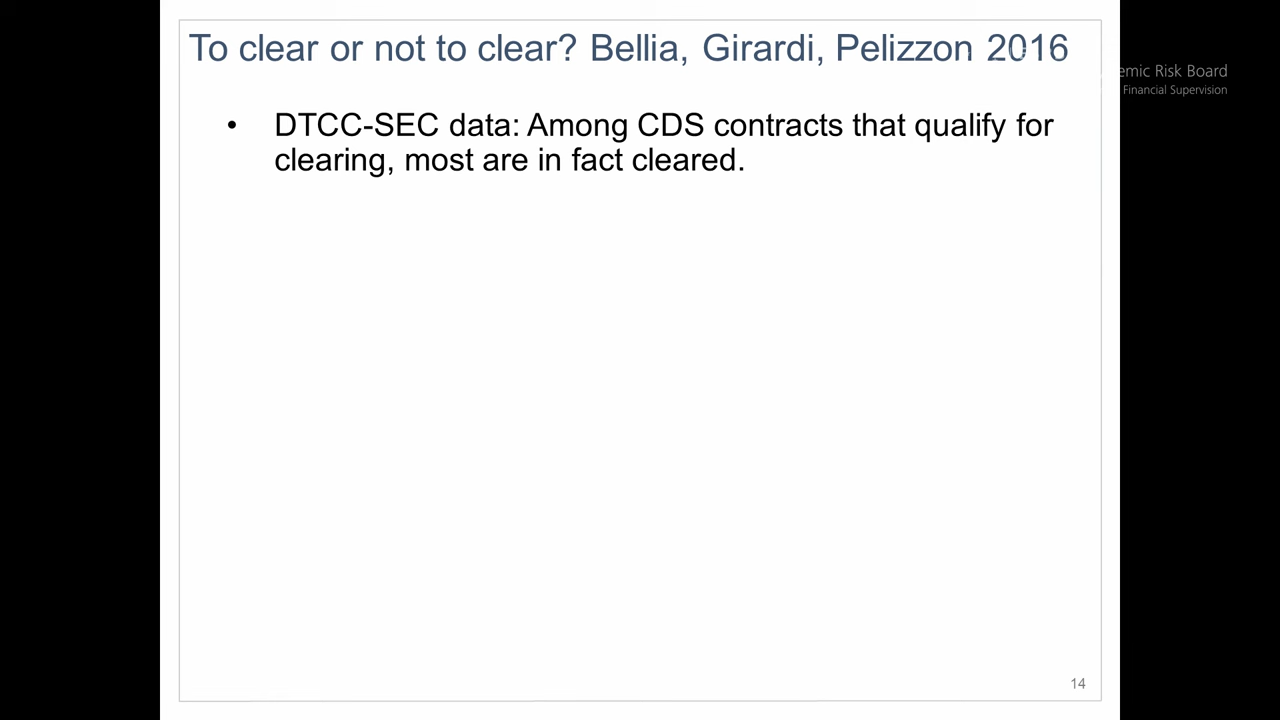 To clear or not to clear? Bellia, Girardi, Pelizzon 2016
emic Risk Board
Financial Supervision
• DTCC-SEC data: Among CDS contracts that qualify for
clearing, most are in fact cleared.
14